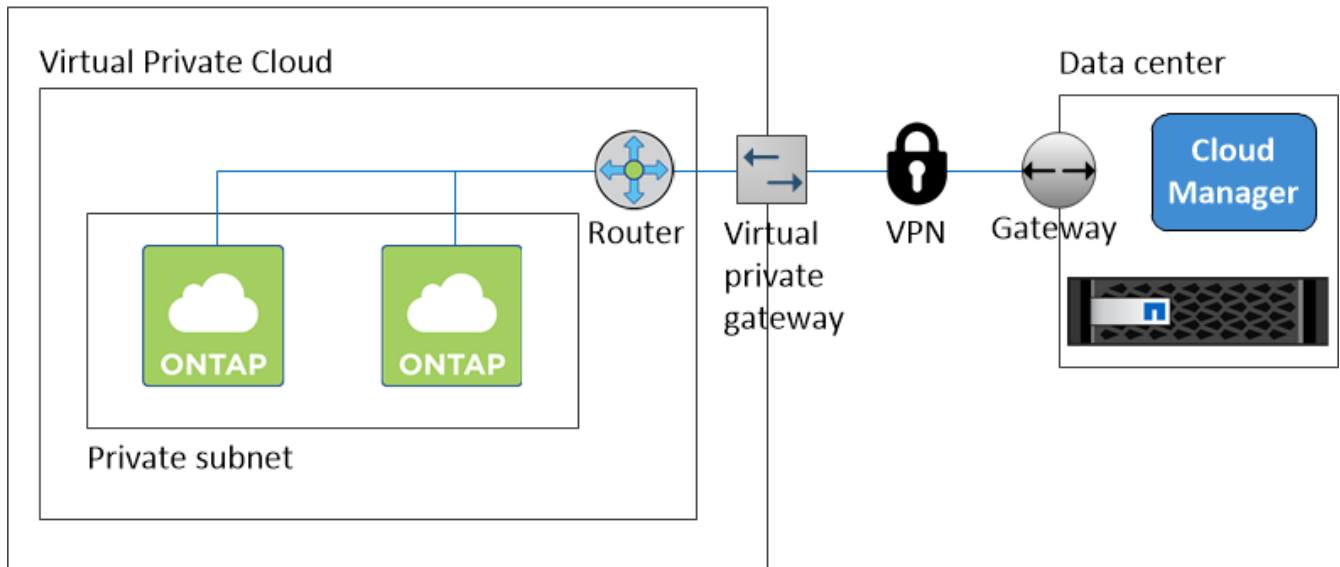 Virtual Private Cloud
Data center
Cloud
Manager
Router
Virtual
private
gateway
VPN
Gateway
ONTAP
ONTAP
Private subnet